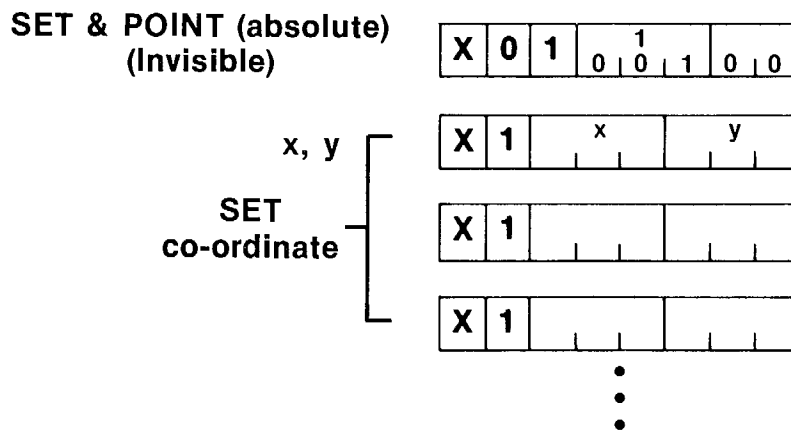 SET & POINT (absolute)
(Invisible)
X 0 1 1
0 0 1 0 0
x, y
X 1 x y
SET
co-ordinate
X 1
X 1